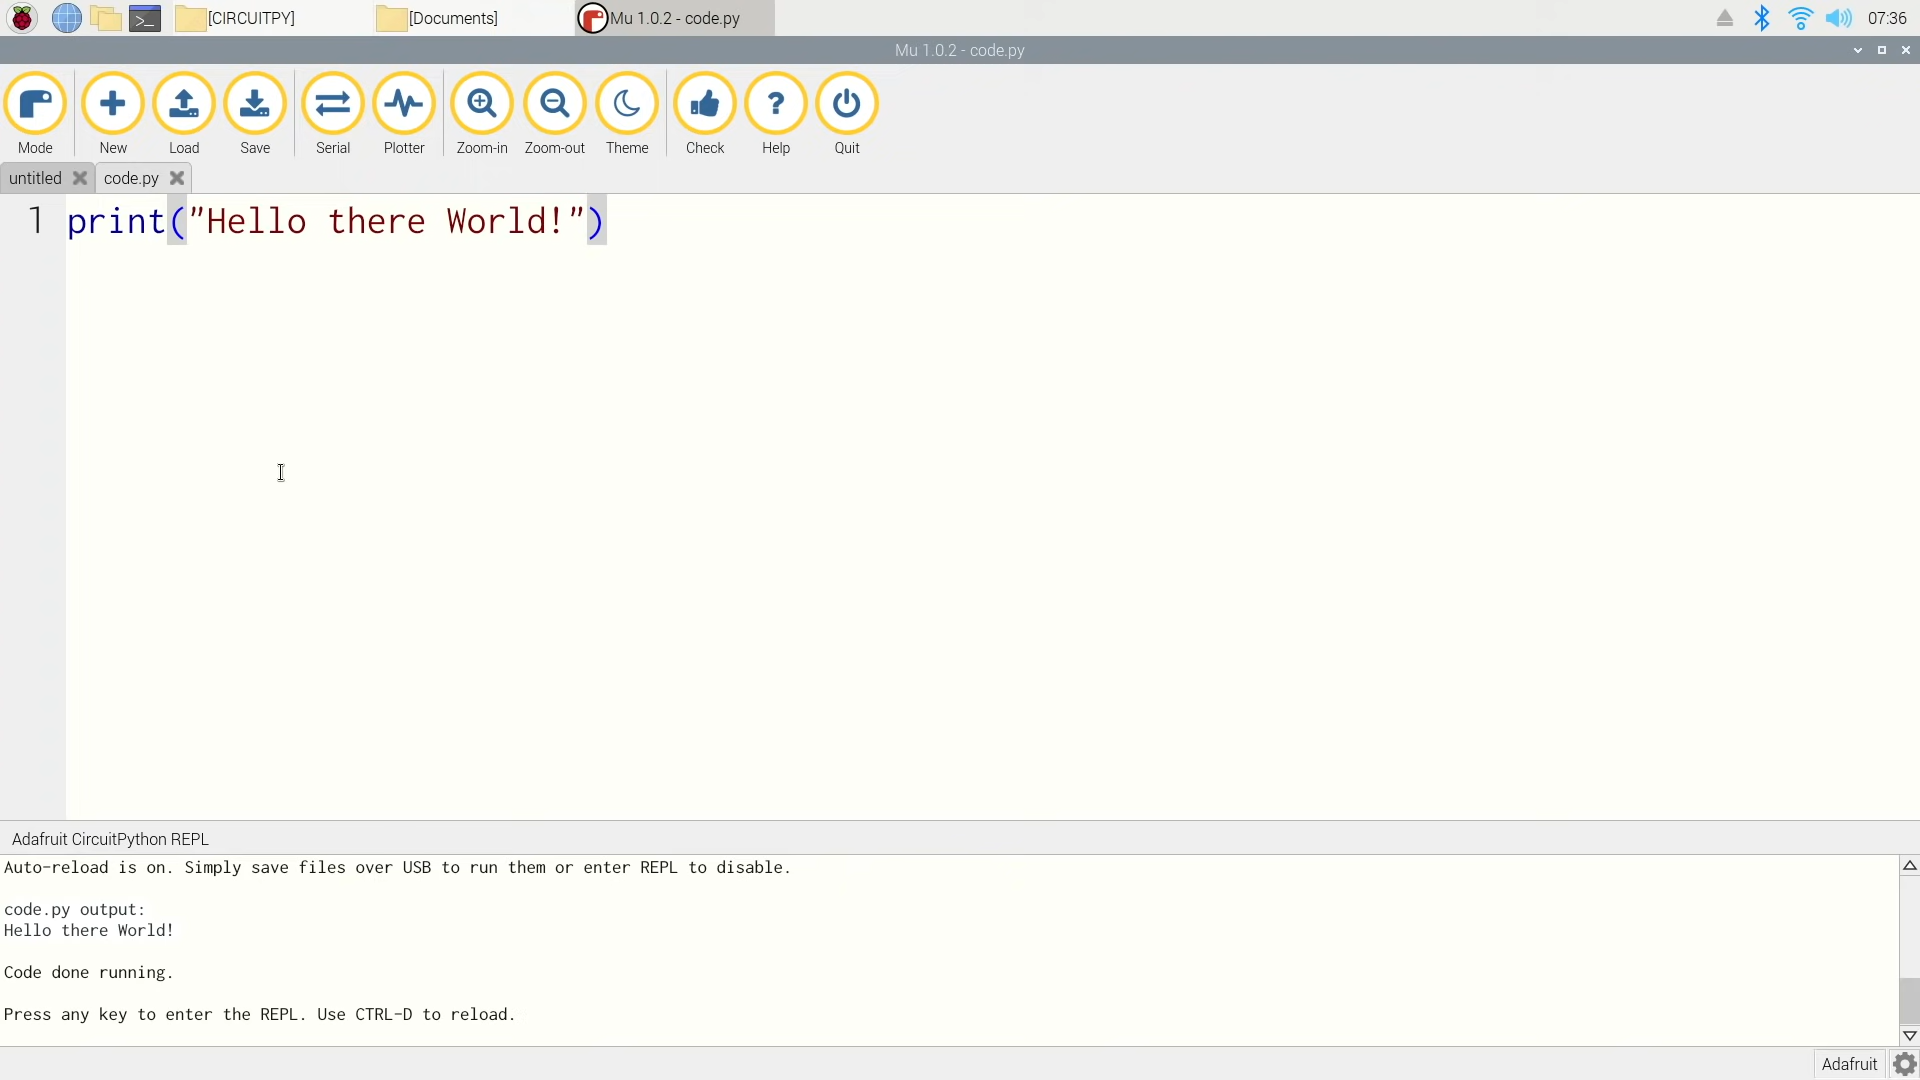 [CIRCUITPY] [Documents] Mu 1.0.2 - code.py 07:36
Mu 1.0.2 - code.py
Mode New Load Save Serial Plotter Zoom-in Zoom-out Theme Check Help Quit
untitled code.py
1 print("Hello there World!")
Adafruit CircuitPython REPL
Auto-reload is on. Simply save files over USB to run them or enter REPL to disable.
code.py output:
Hello there World!
Code done running.
Press any key to enter the REPL. Use CTRL-D to reload.
Adafruit